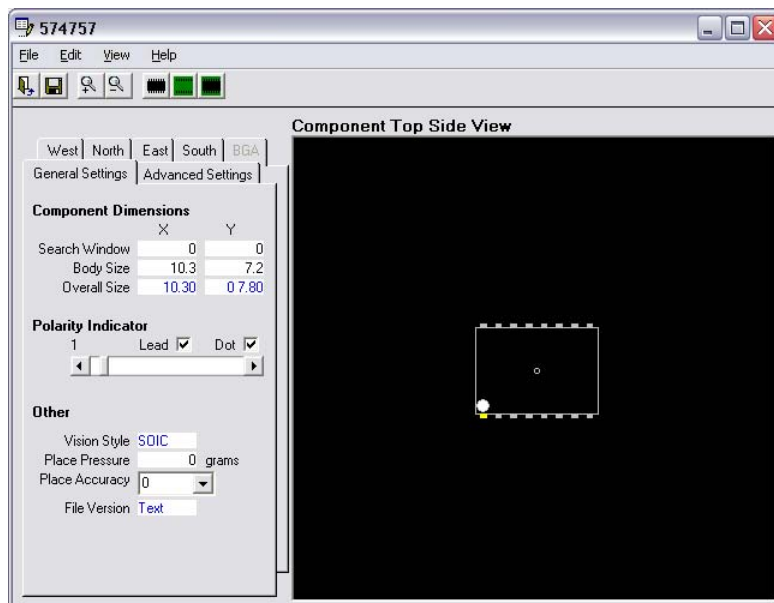 574757
File Edit View Help
Component Top Side View
West North East South BGA
General Settings Advanced Settings
Component Dimensions
X Y
Search Window 0 0
Body Size 10.3 7.2
Overall Size 10.30 0 7.80
Polarity Indicator
1 Lead Dot
Other
Vision Style SOIC
Place Pressure 0 grams
Place Accuracy 0
File Version Text